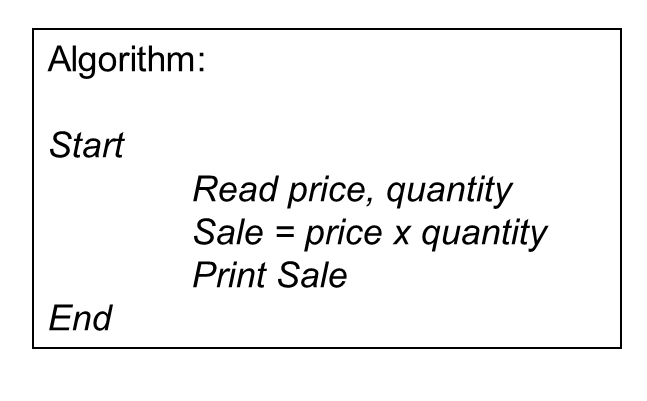 Algorithm:
Start
Read price, quantity
Sale = price x quantity
Print Sale
End